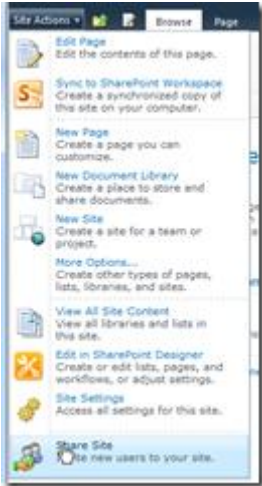 Site Actions
Browse
Page
Edit Page
Edit the contents of this page.
Sync to SharePoint Workspace
Create a synchronized copy of
this site on your computer.
New Page
Create a page you can
customize.
New Document Library
Create a place to store and
share documents.
New Site
Create a site for a team or
project.
More Options...
Create other types of pages,
lists, libraries, and sites.
View All Site Content
View all libraries and lists in
this site.
Edit in SharePoint Designer
Create or edit lists, pages, and
workflows, or adjust settings.
Site Settings
Access all settings for this site.
Share Site
new users to your site.